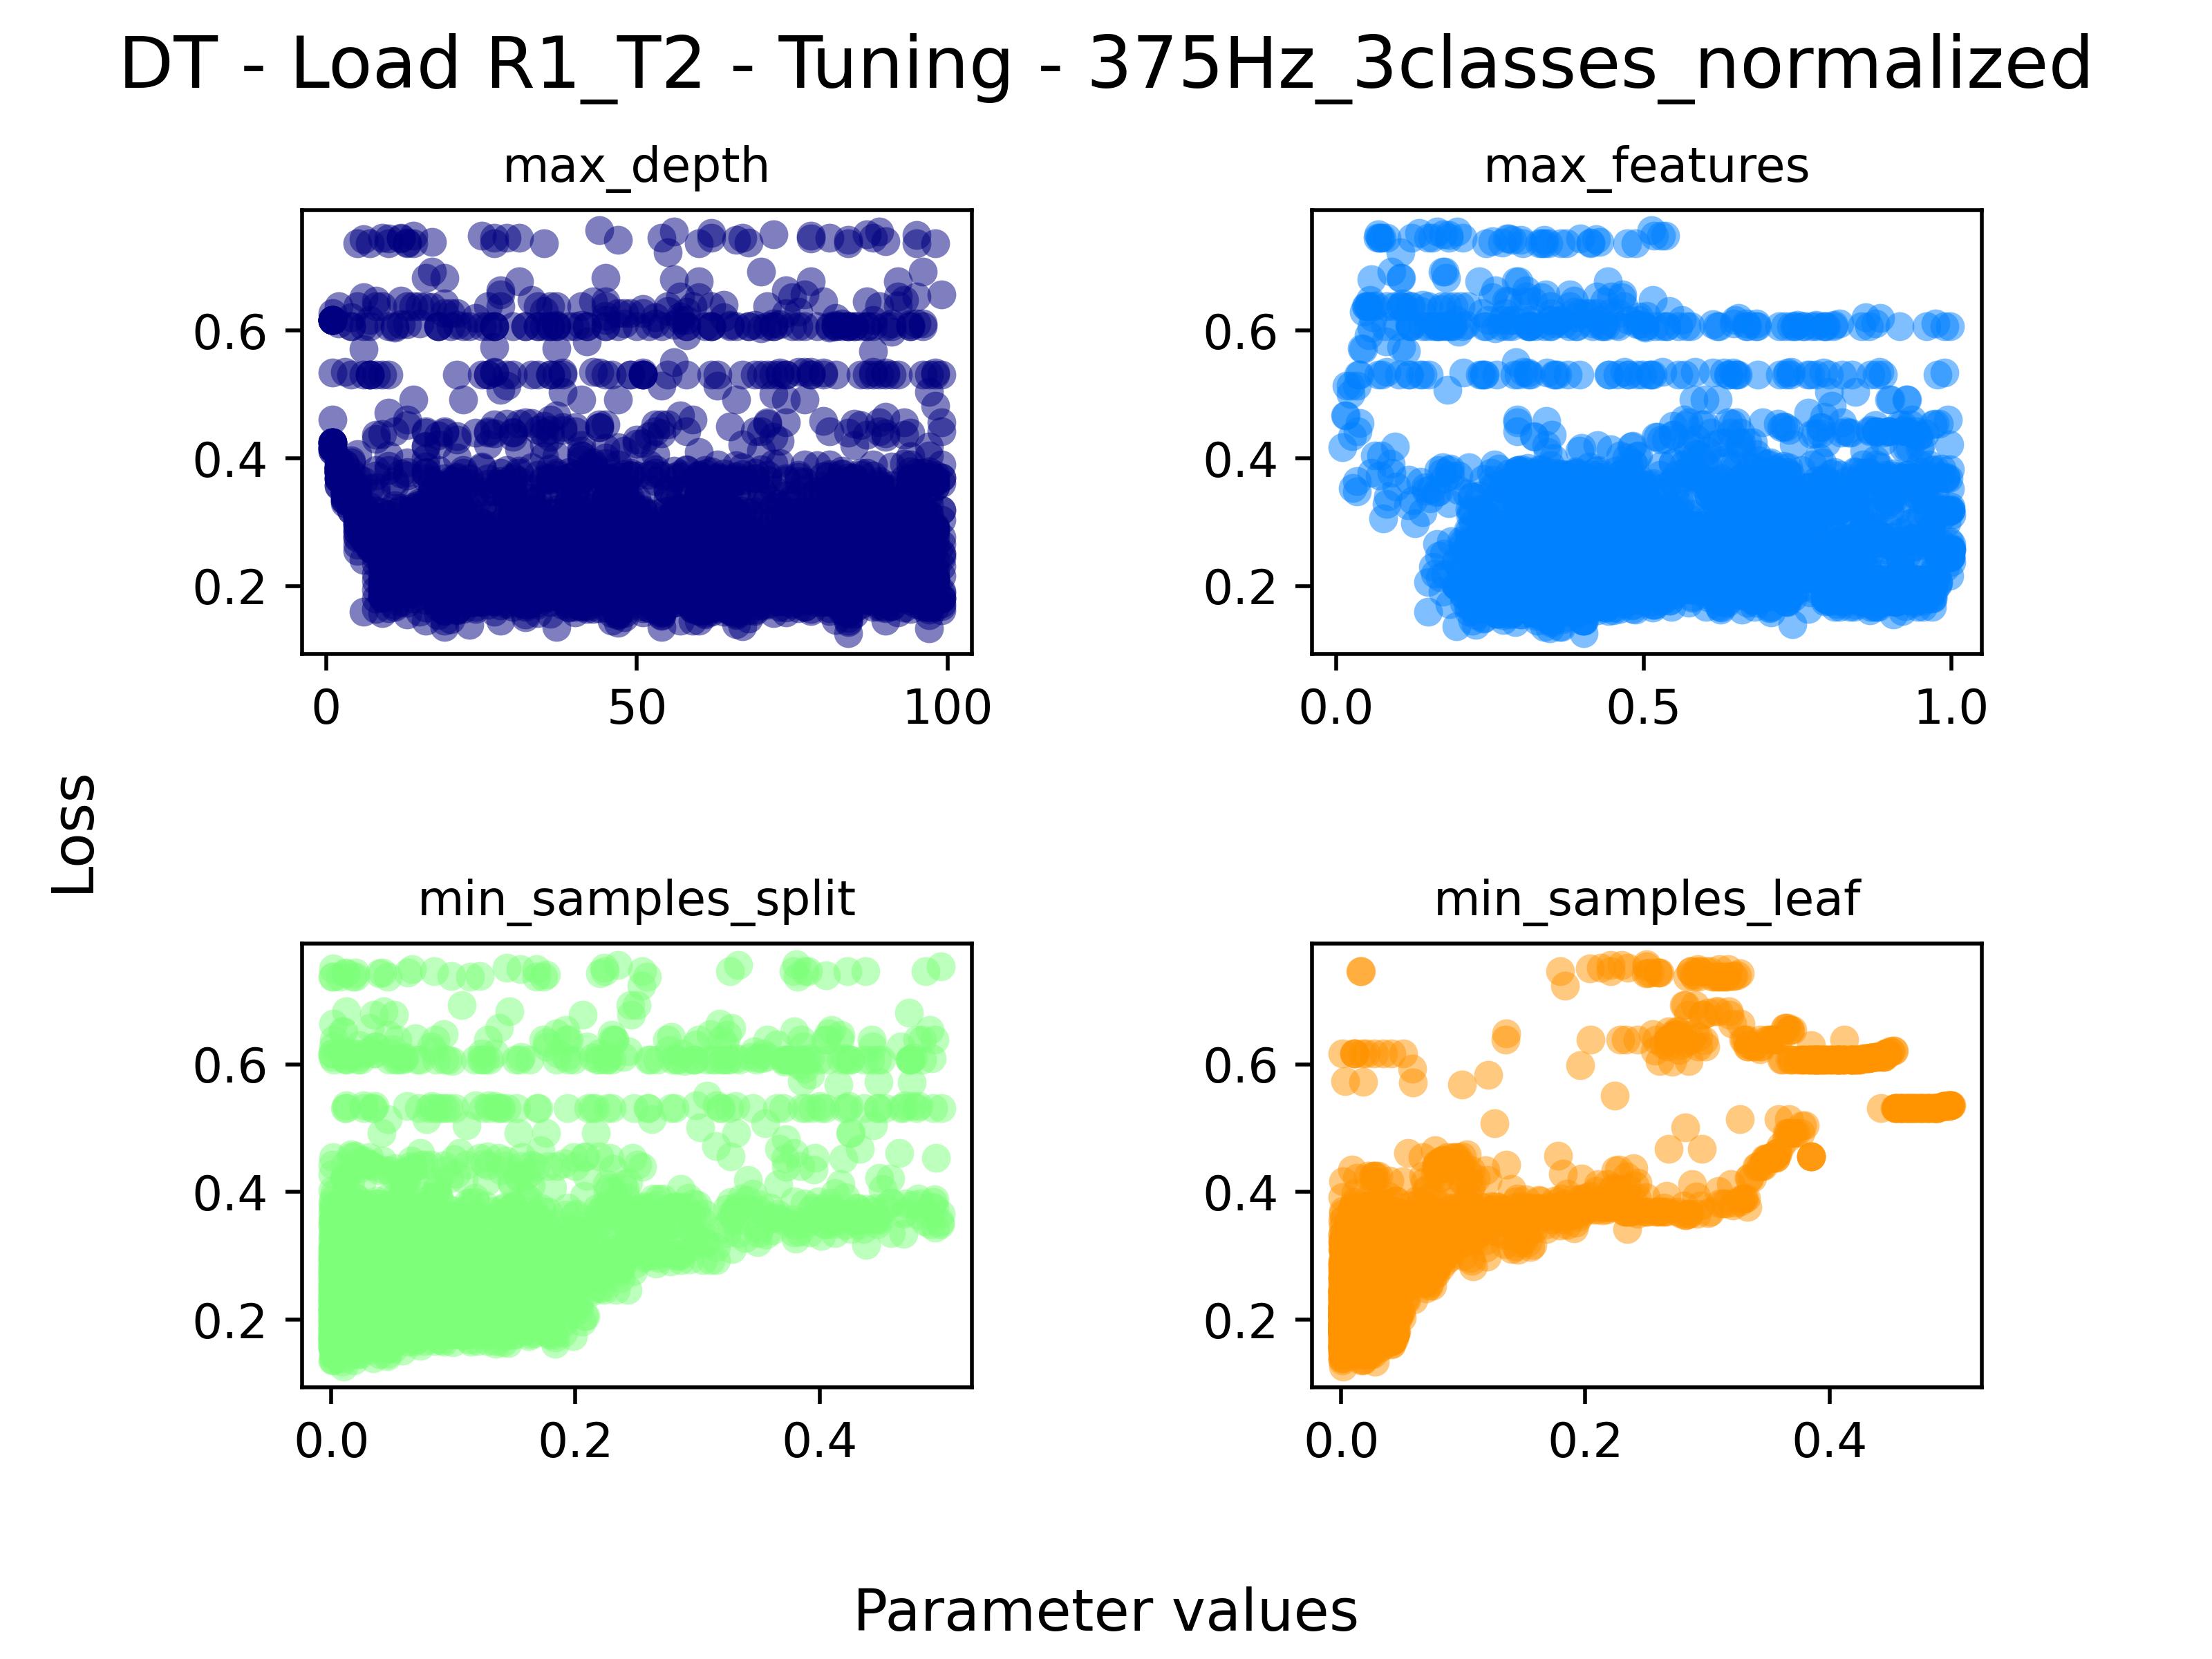 DT - Load R1_T2 - Tuning - 375Hz_3classes_normalized
max_depth
max_features
0.6
0.4
0.2
0 50 100
0.6
0.4
0.2
0.0 0.5 1.0
Loss
min_samples_split
min_samples_leaf
0.6
0.4
0.2
0.0 0.2 0.4
0.6
0.4
0.2
0.0 0.2 0.4
Parameter values